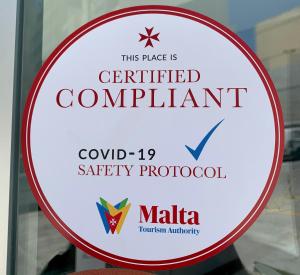 THIS PLACE IS
CERTIFIED
COMPLIANT
COVID-19
SAFETY PROTOCOL
Malta
Tourism Authority